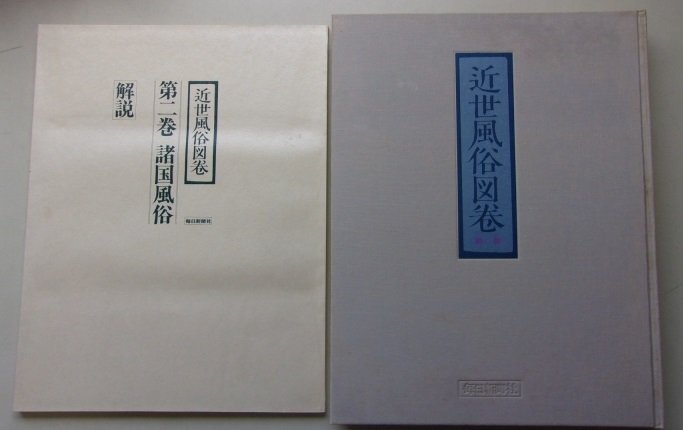 近世風俗図巻
第二巻 諸国風俗
解説
毎日新聞社
近世風俗図巻
毎日新聞社